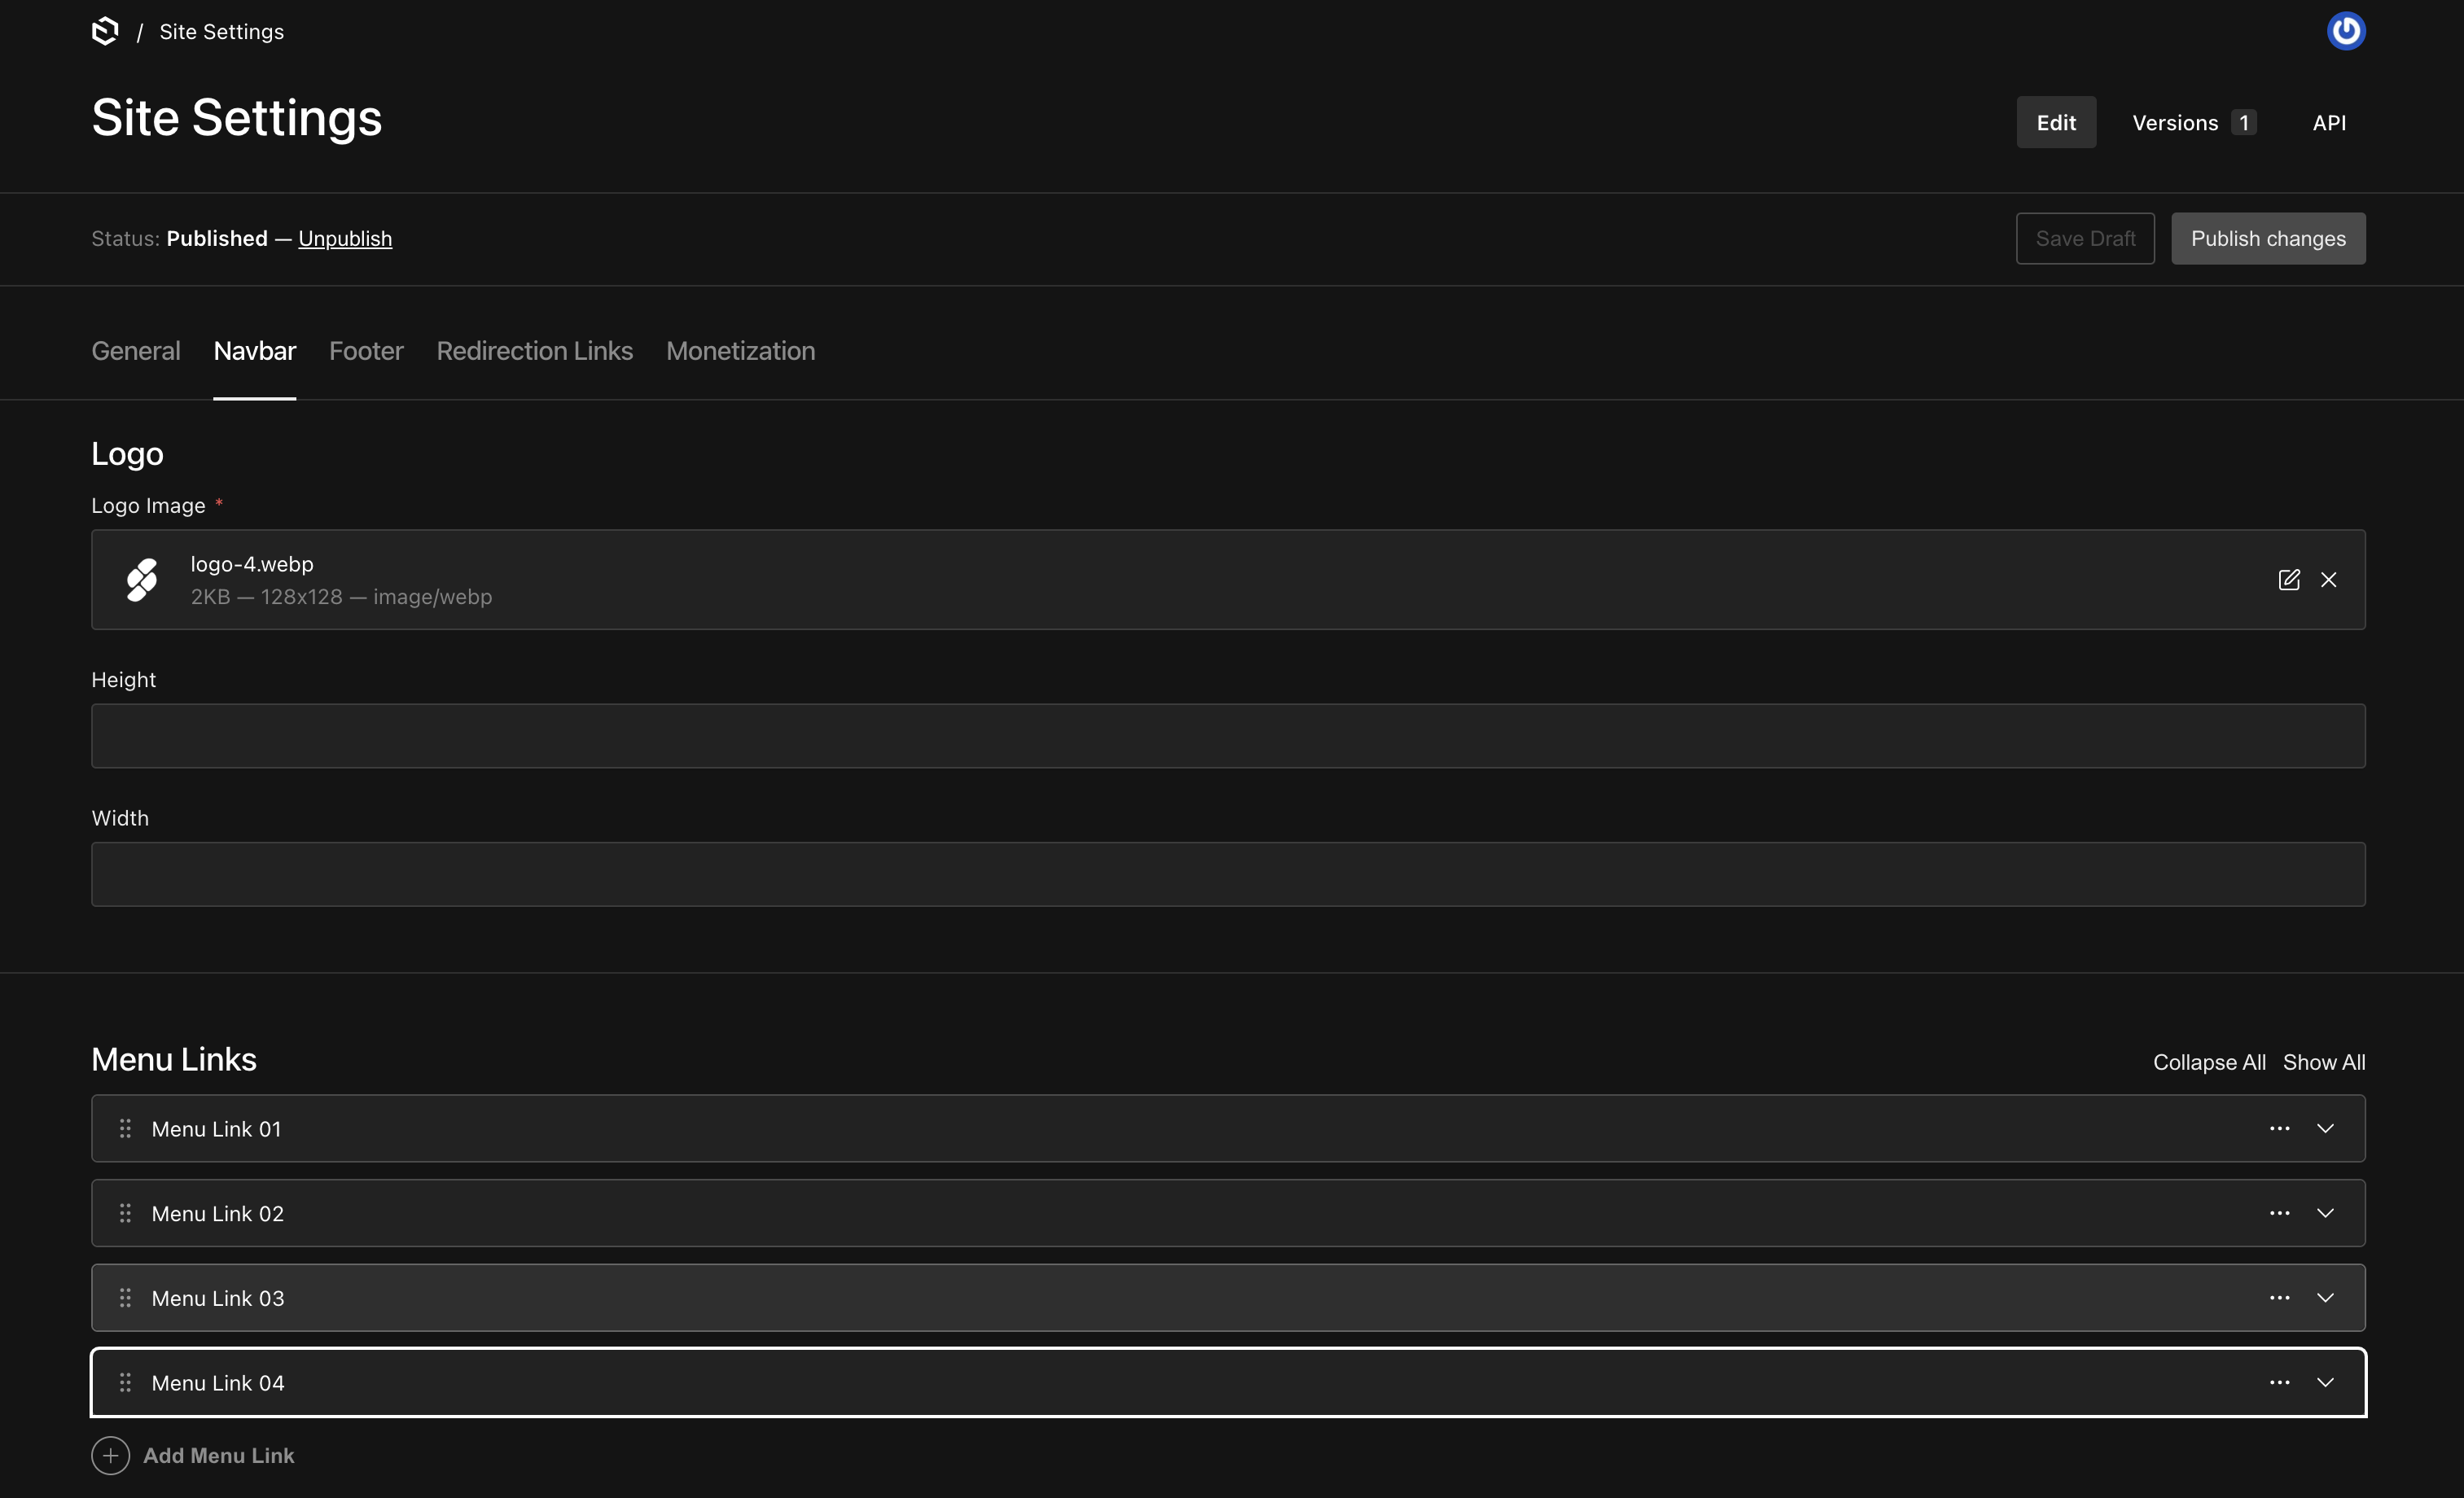 / Site Settings
Site Settings
Edit Versions 1 API
Status: Published — Unpublish
Save Draft Publish changes
General Navbar Footer Redirection Links Monetization
Logo
Logo Image *
logo-4.webp
2KB — 128x128 — image/webp
Height
Width
Menu Links
Collapse All Show All
Menu Link 01
Menu Link 02
Menu Link 03
Menu Link 04
Add Menu Link